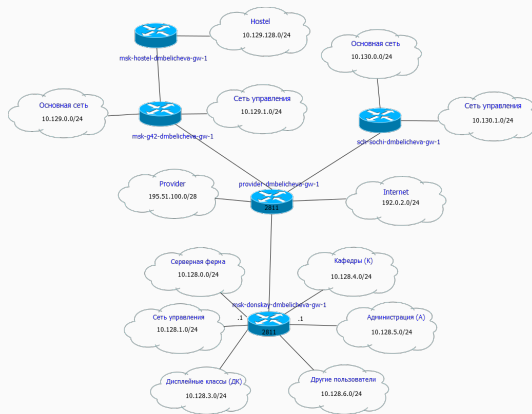 Hostel
10.129.128.0/24
msk-hostel-dmbelicheva-gw-1
Основная сеть
10.130.0.0/24
Основная сеть
10.129.0.0/24
Сеть управления
10.129.1.0/24
Сеть управления
10.130.1.0/24
msk-q42-dmbelicheva-gw-1
sch-sochi-dmbelicheva-gw-1
Provider
195.51.100.0/28
provider-dmbelicheva-gw-1
2811
Internet
192.0.2.0/24
Серверная ферма
10.128.0.0/24
Кафедры (К)
10.128.4.0/24
msk-donskay-dmbelicheva-gw-1
Сеть управления
10.128.1.0/24
.1
.1
2811
Администрация (А)
10.128.5.0/24
Дисплейные классы (ДК)
10.128.3.0/24
Другие пользователи
10.128.6.0/24